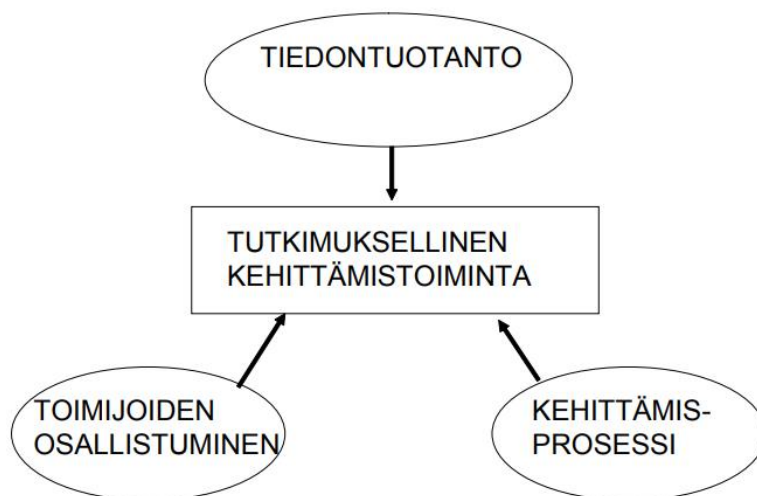 TIEDONTUOTANTO
TUTKIMUKSELLINEN
KEHITTÄMISTOIMINTA
TOIMIJOIDEN
OSALLISTUMINEN
KEHITTÄMIS-
PROSESSI